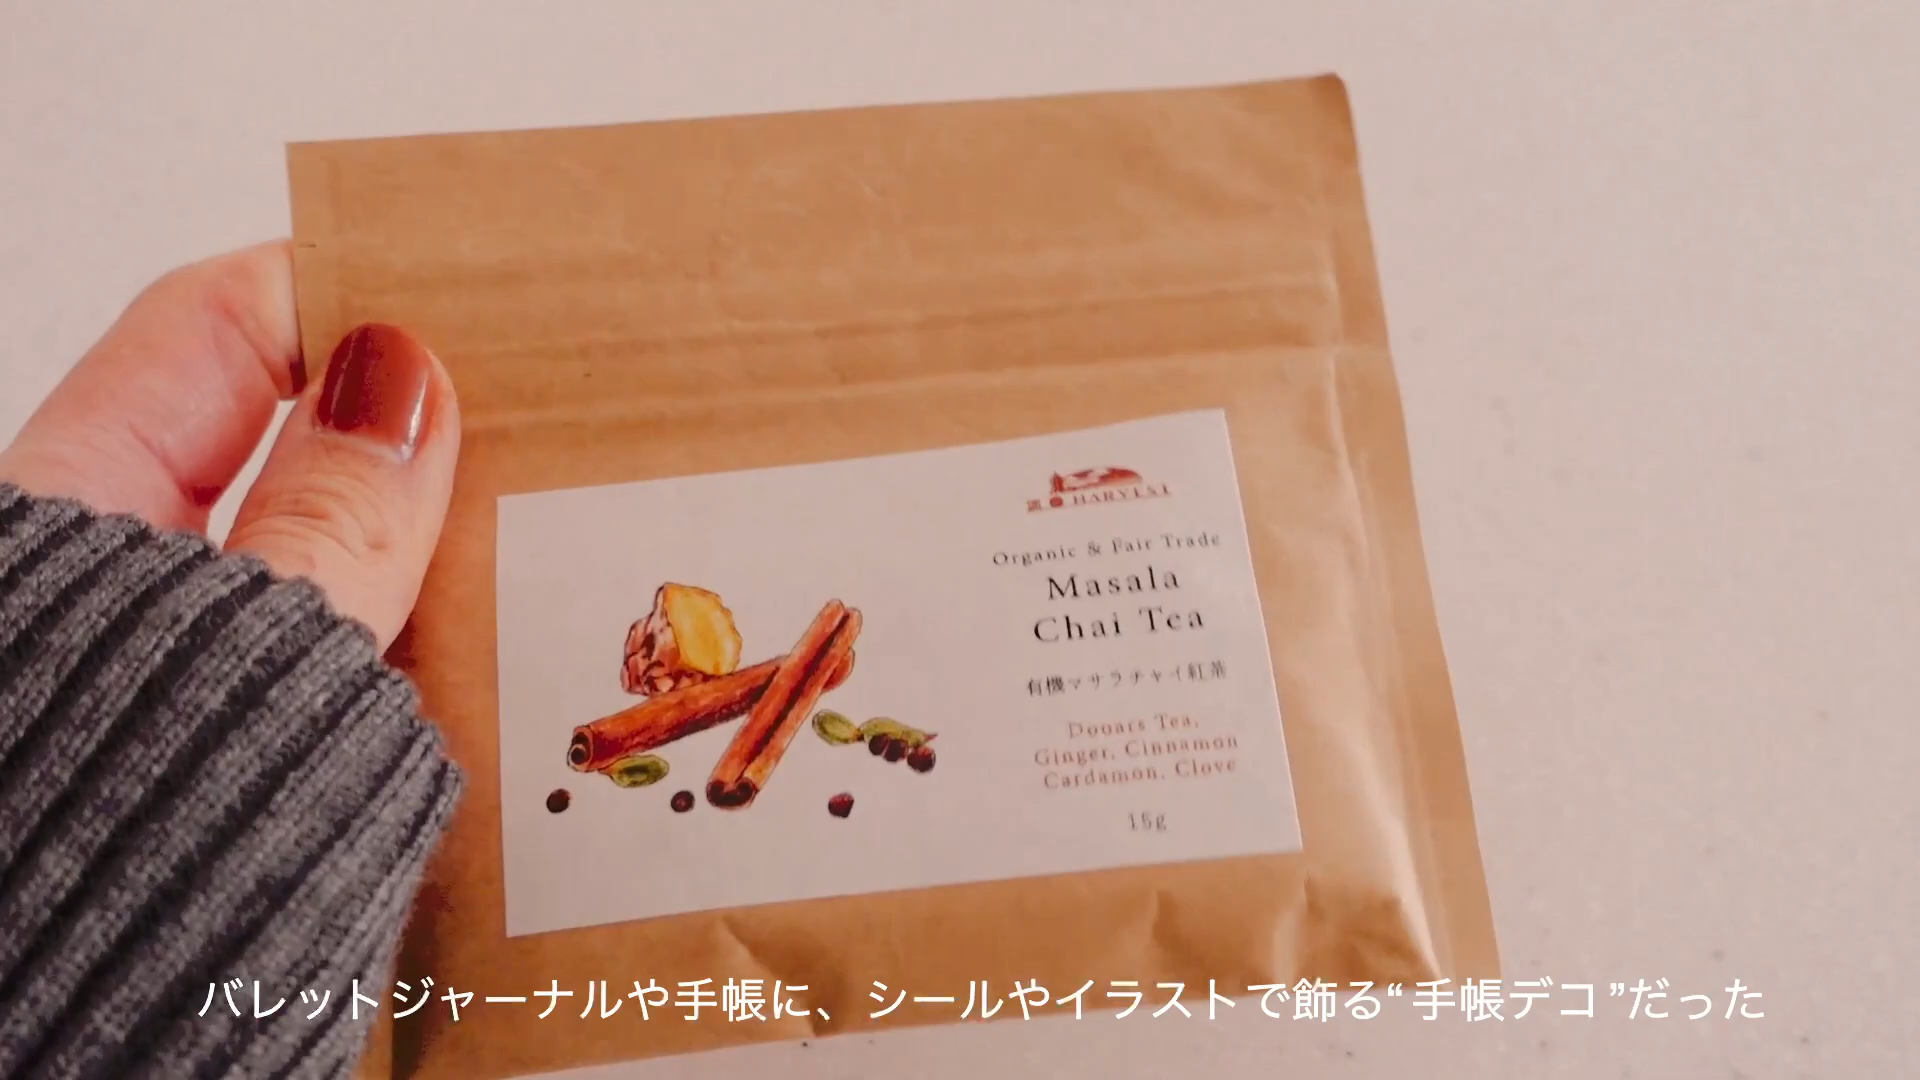 HARVEST
Organic & Fair Trade
Masala
Chai Tea
有機マサラチャイ紅茶
Dooars Tea,
Ginger, Cinnamon
Cardamon, Clove
15g
バレットジャーナルや手帳に、シールやイラストで飾る“手帳デコ”だった